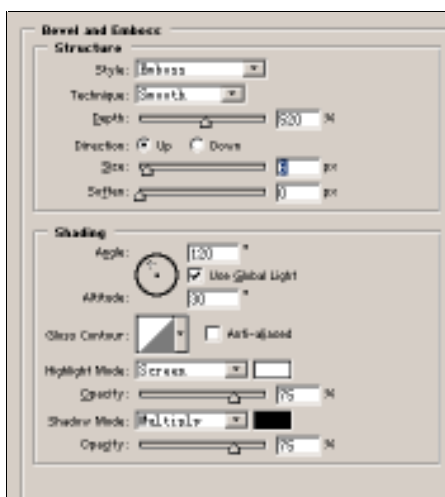 Bevel and Emboss
Structure
Style: Emboss
Technique: Smooth
Depth: 520 %
Direction: Up Down
Size: px
Soften: 0 px
Shading
Angle: 120 °
Use Global Light
Altitude: 30 °
Gloss Contour: Anti-aliased
Highlight Mode: Screen
Opacity: 75 %
Shadow Mode: Multiply
Opacity: 75 %